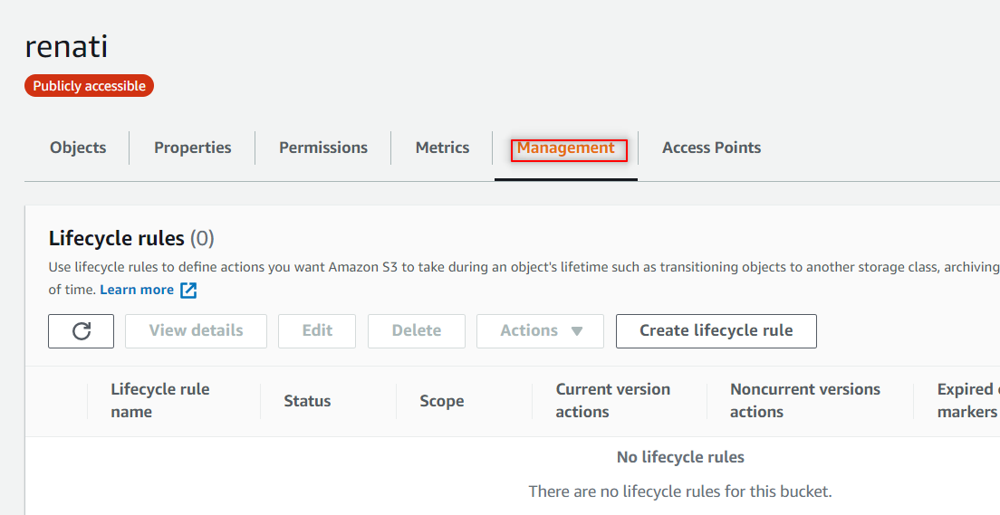 renati
Publicly accessible
Objects Properties Permissions Metrics Management Access Points
Lifecycle rules (0)
Use lifecycle rules to define actions you want Amazon S3 to take during an object's lifetime such as transitioning objects to another storage class, archiving
of time. Learn more
View details Edit Delete Actions Create lifecycle rule
Lifecycle rule name Status Scope Current version actions Noncurrent versions actions Expired markers
No lifecycle rules
There are no lifecycle rules for this bucket.